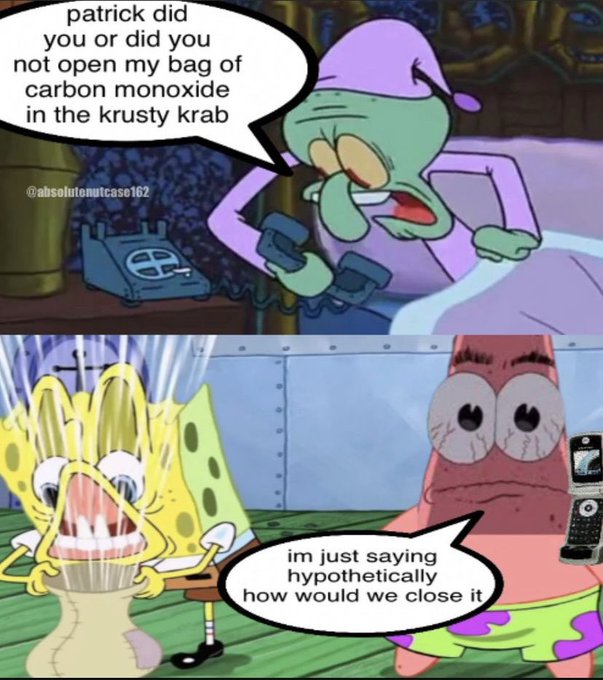 patrick did
you or did you
not open my bag of
carbon monoxide
in the krusty krab
@absolutenutcase162
im just saying
hypothetically
how would we close it